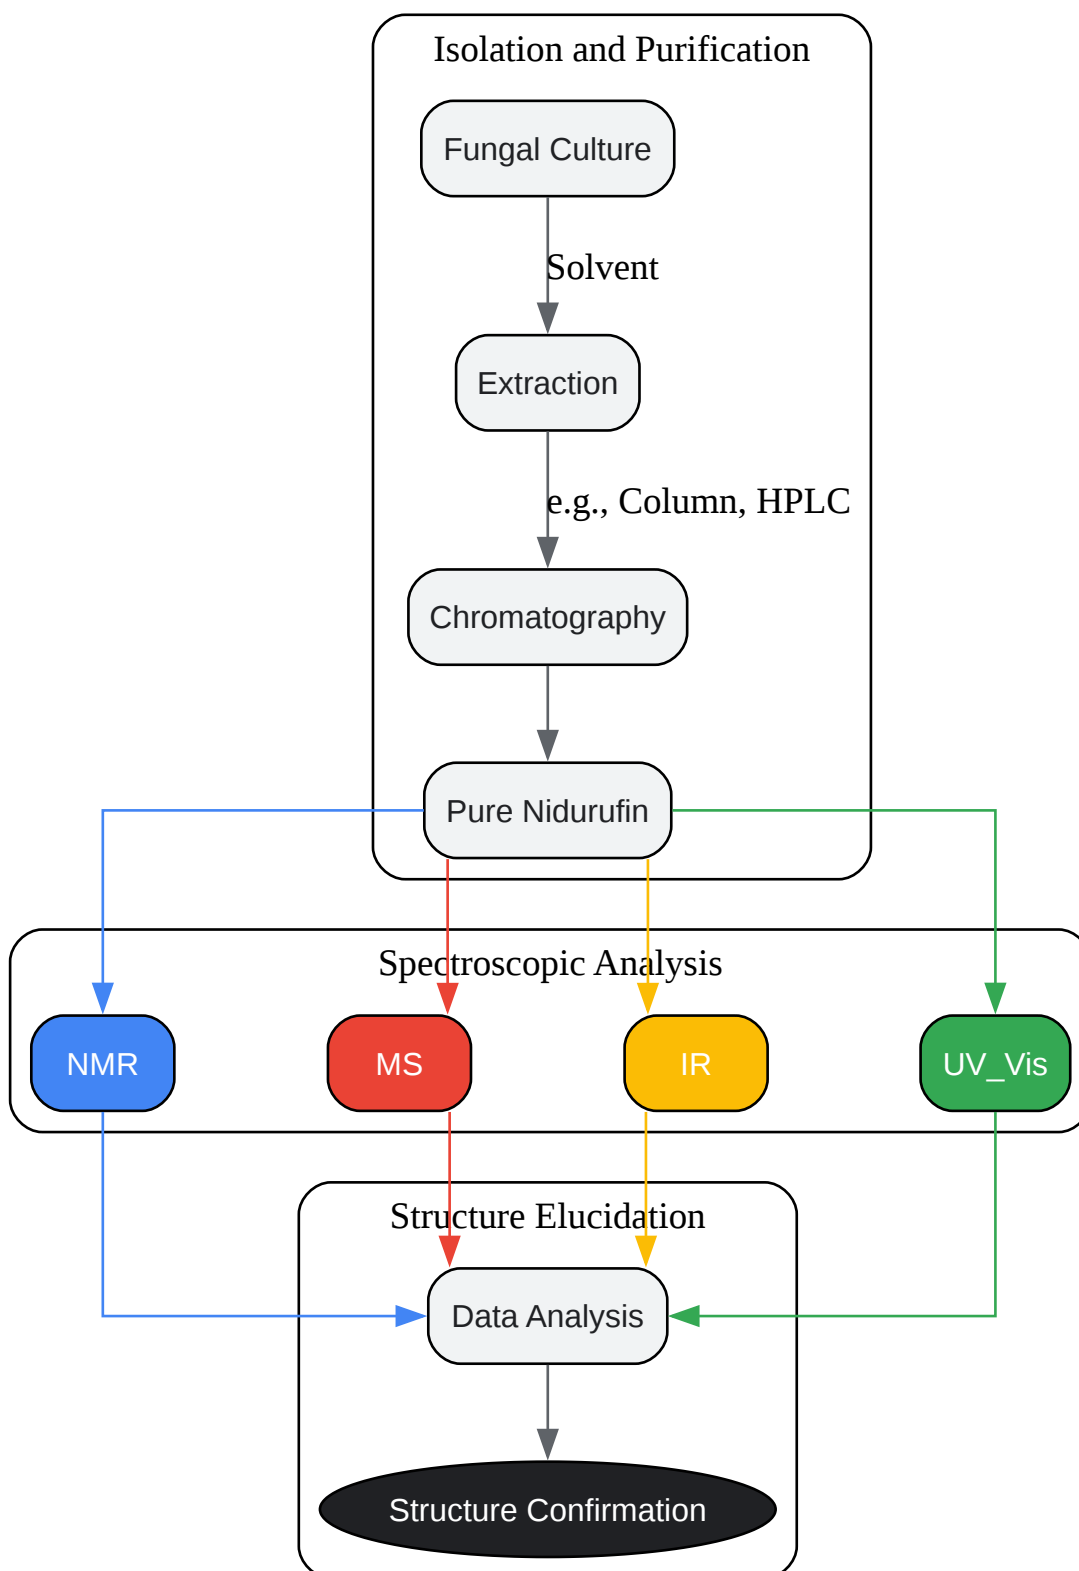 Isolation and Purification
Fungal Culture
Solvent
Extraction
e.g., Column, HPLC
Chromatography
Pure Nidurufin
Spectroscopic Analysis
NMR
MS
IR
UV_Vis
Structure Elucidation
Data Analysis
Structure Confirmation